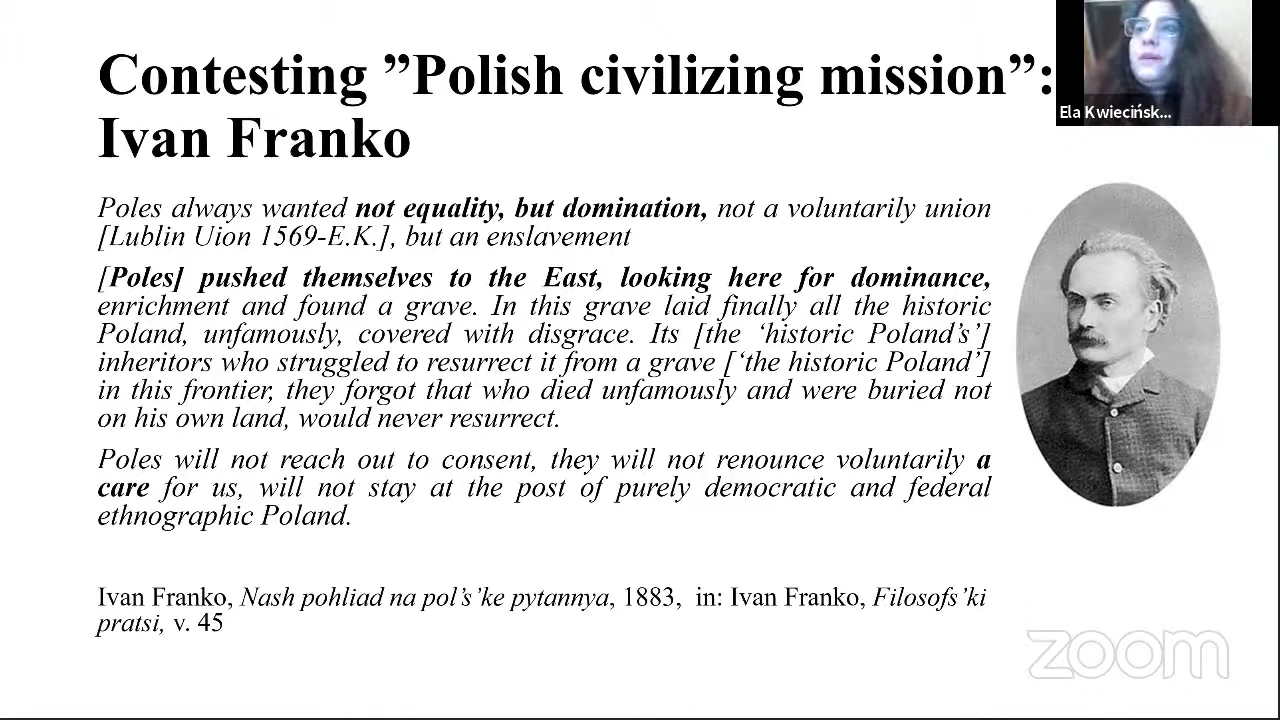 Contesting ”Polish civilizing mission”:
Ivan Franko
Ela Kwiecińsk...
Poles always wanted not equality, but domination, not a voluntarily union
[Lublin Uion 1569-E.K.], but an enslavement
[Poles] pushed themselves to the East, looking here for dominance,
enrichment and found a grave. In this grave laid finally all the historic
Poland, unfamously, covered with disgrace. Its [the ‘historic Poland’s’]
inheritors who struggled to resurrect it from a grave [‘the historic Poland’]
in this frontier, they forgot that who died unfamously and were buried not
on his own land, would never resurrect.
Poles will not reach out to consent, they will not renounce voluntarily a
care for us, will not stay at the post of purely democratic and federal
ethnographic Poland.
Ivan Franko, Nash pohliad na pol’s’ke pytannya, 1883, in: Ivan Franko, Filosofs’ki
pratsi, v. 45
zoom